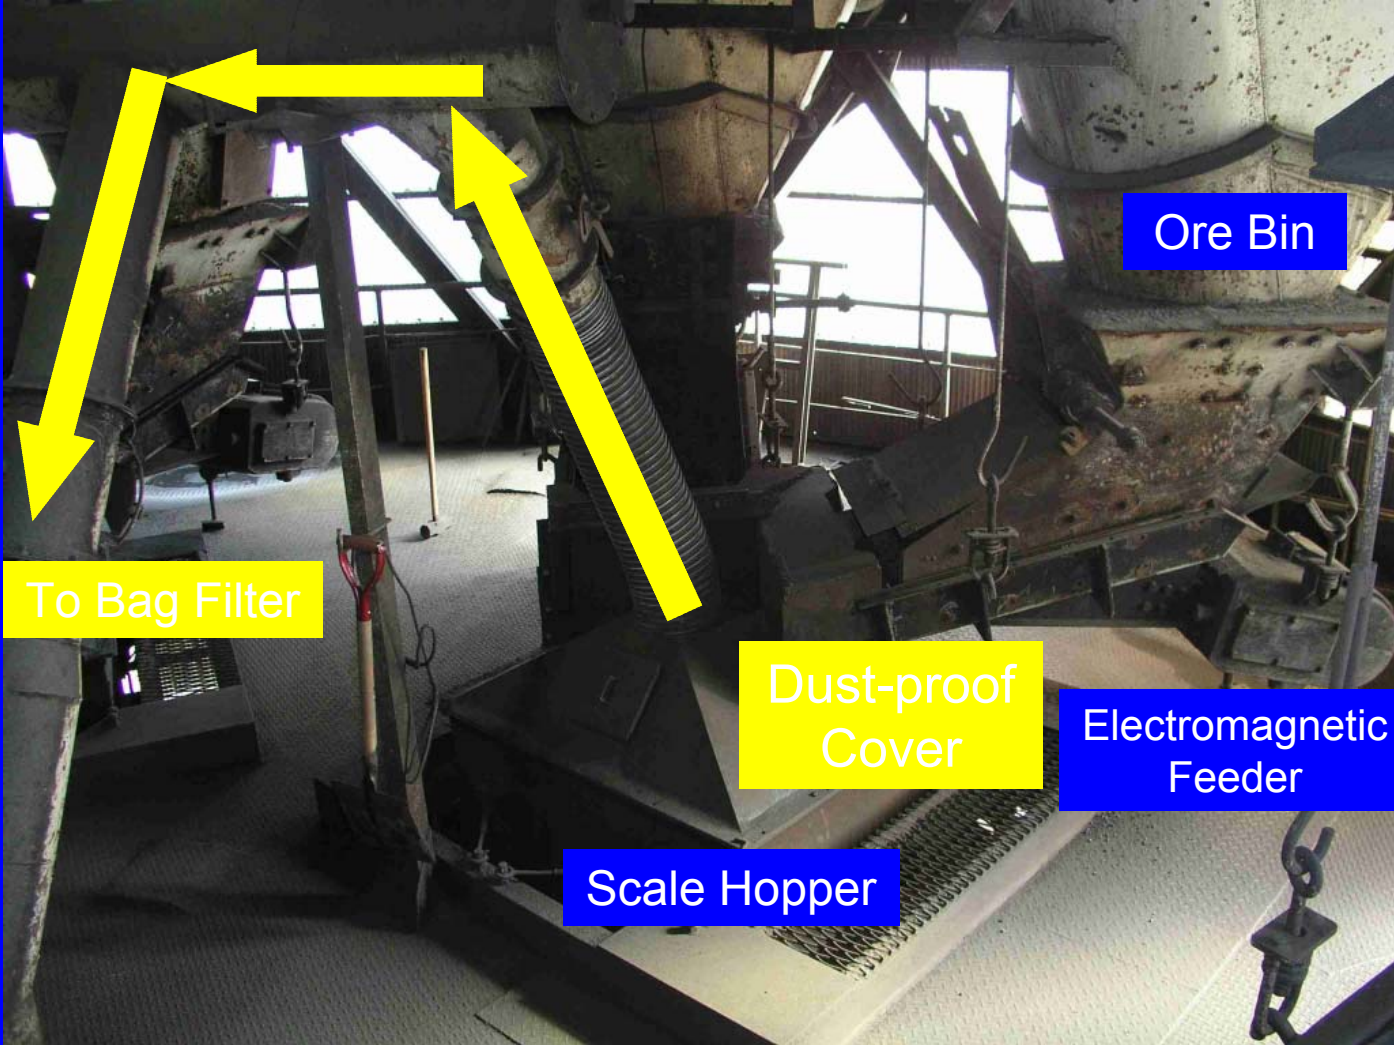 Ore Bin
To Bag Filter
Dust-proof
Cover
Electromagnetic
Feeder
Scale Hopper